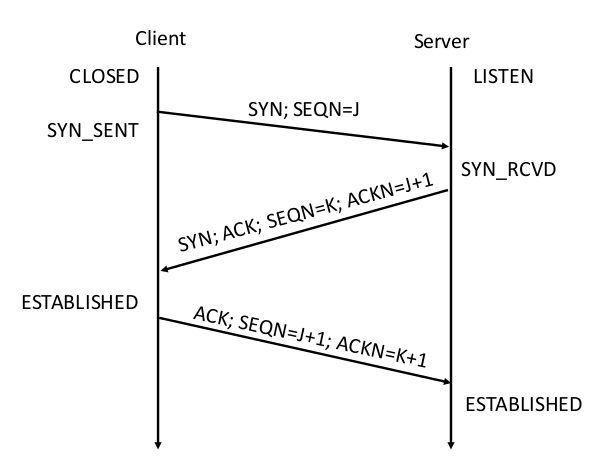 Client
Server
CLOSED
LISTEN
SYN; SEQN=J
SYN_SENT
SYN_RCVD
SYN; ACK; SEQN=K; ACKN=J+1
ESTABLISHED
ACK; SEQN=J+1; ACKN=K+1
ESTABLISHED